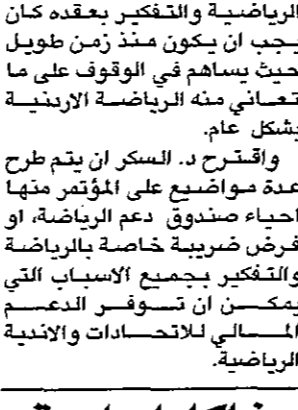 الرياضية والتفكير بعقده كان
يجب ان يكون منذ زمن طويل
حيث يساهم في الوقوف على ما
تعاني منه الرياضة الاردنية
بشكل عام.
واقترح د. السكر ان يتم طرح
عدة مواضيع على المؤتمر منها
احياء صندوق دعم الرياضة، او
فرض ضريبة خاصة بالرياضة
والتفكير بجميع الاسباب التي
يمكن ان توفر الدعم
المالي للاتحادات والاندية
الرياضية.